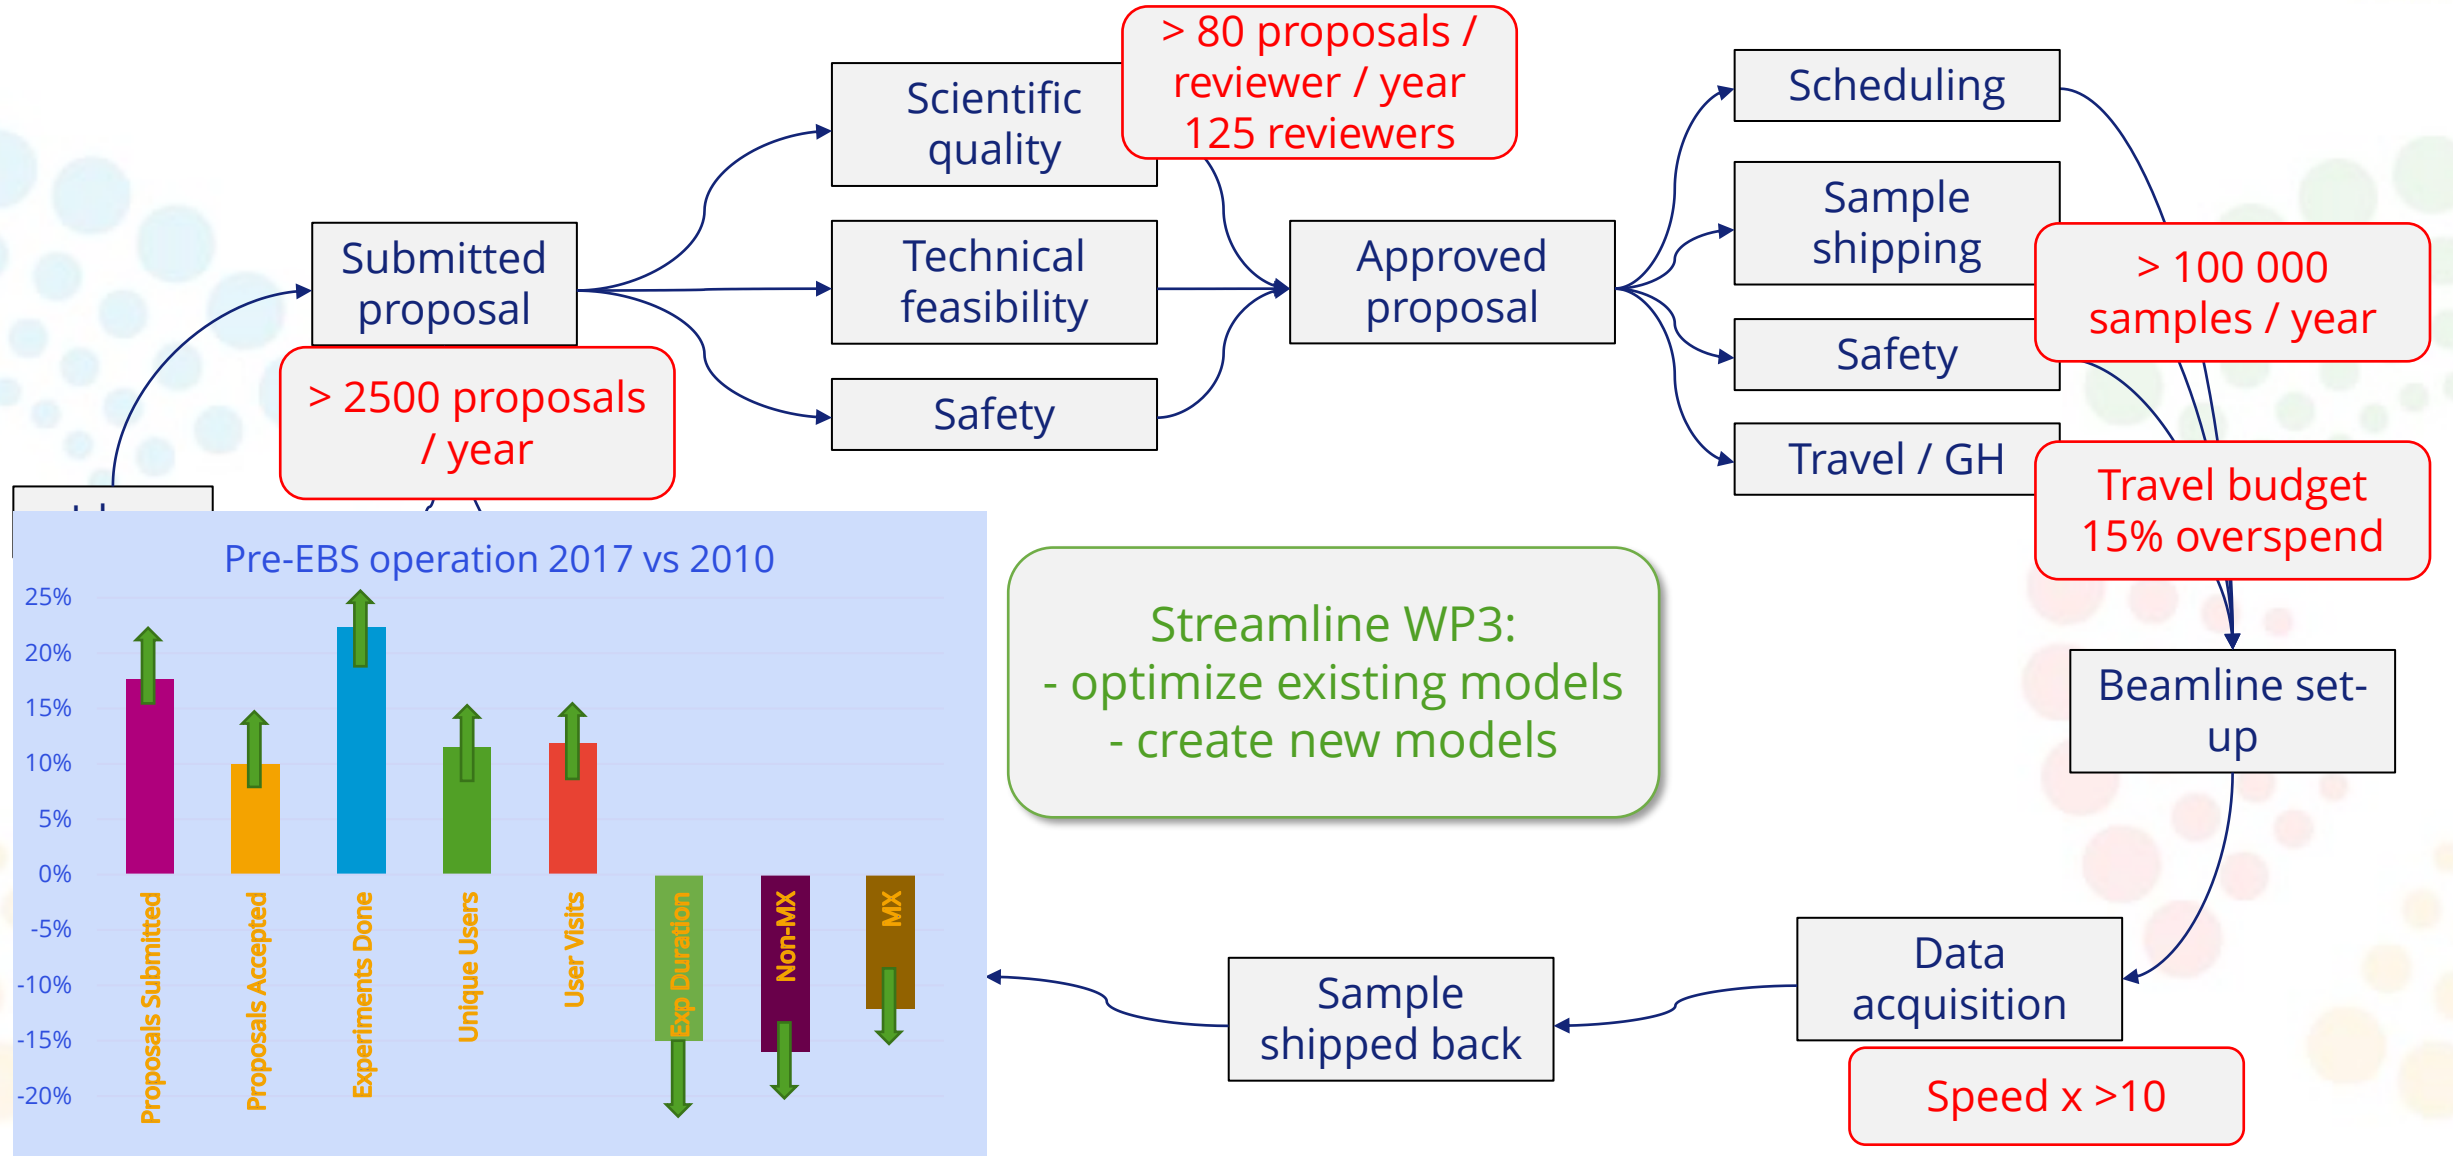 > 80 proposals /
reviewer / year
125 reviewers
Scientific
quality
Scheduling
Sample
shipping
Submitted
proposal
Technical
feasibility
Approved
proposal
> 100 000
samples / year
Safety
Safety
> 2500 proposals
/ year
Travel / GH
Travel budget
15% overspend
Pre-EBS operation 2017 vs 2010
25%
20%
15%
10%
5%
0%
-5%
-10%
-15%
-20%
Proposals Submitted
Proposals Accepted
Experiments Done
Unique Users
User Visits
Exp Duration
Non-MX
MX
Streamline WP3:
- optimize existing models
- create new models
Beamline set-
up
Data
acquisition
Sample
shipped back
Speed x >10